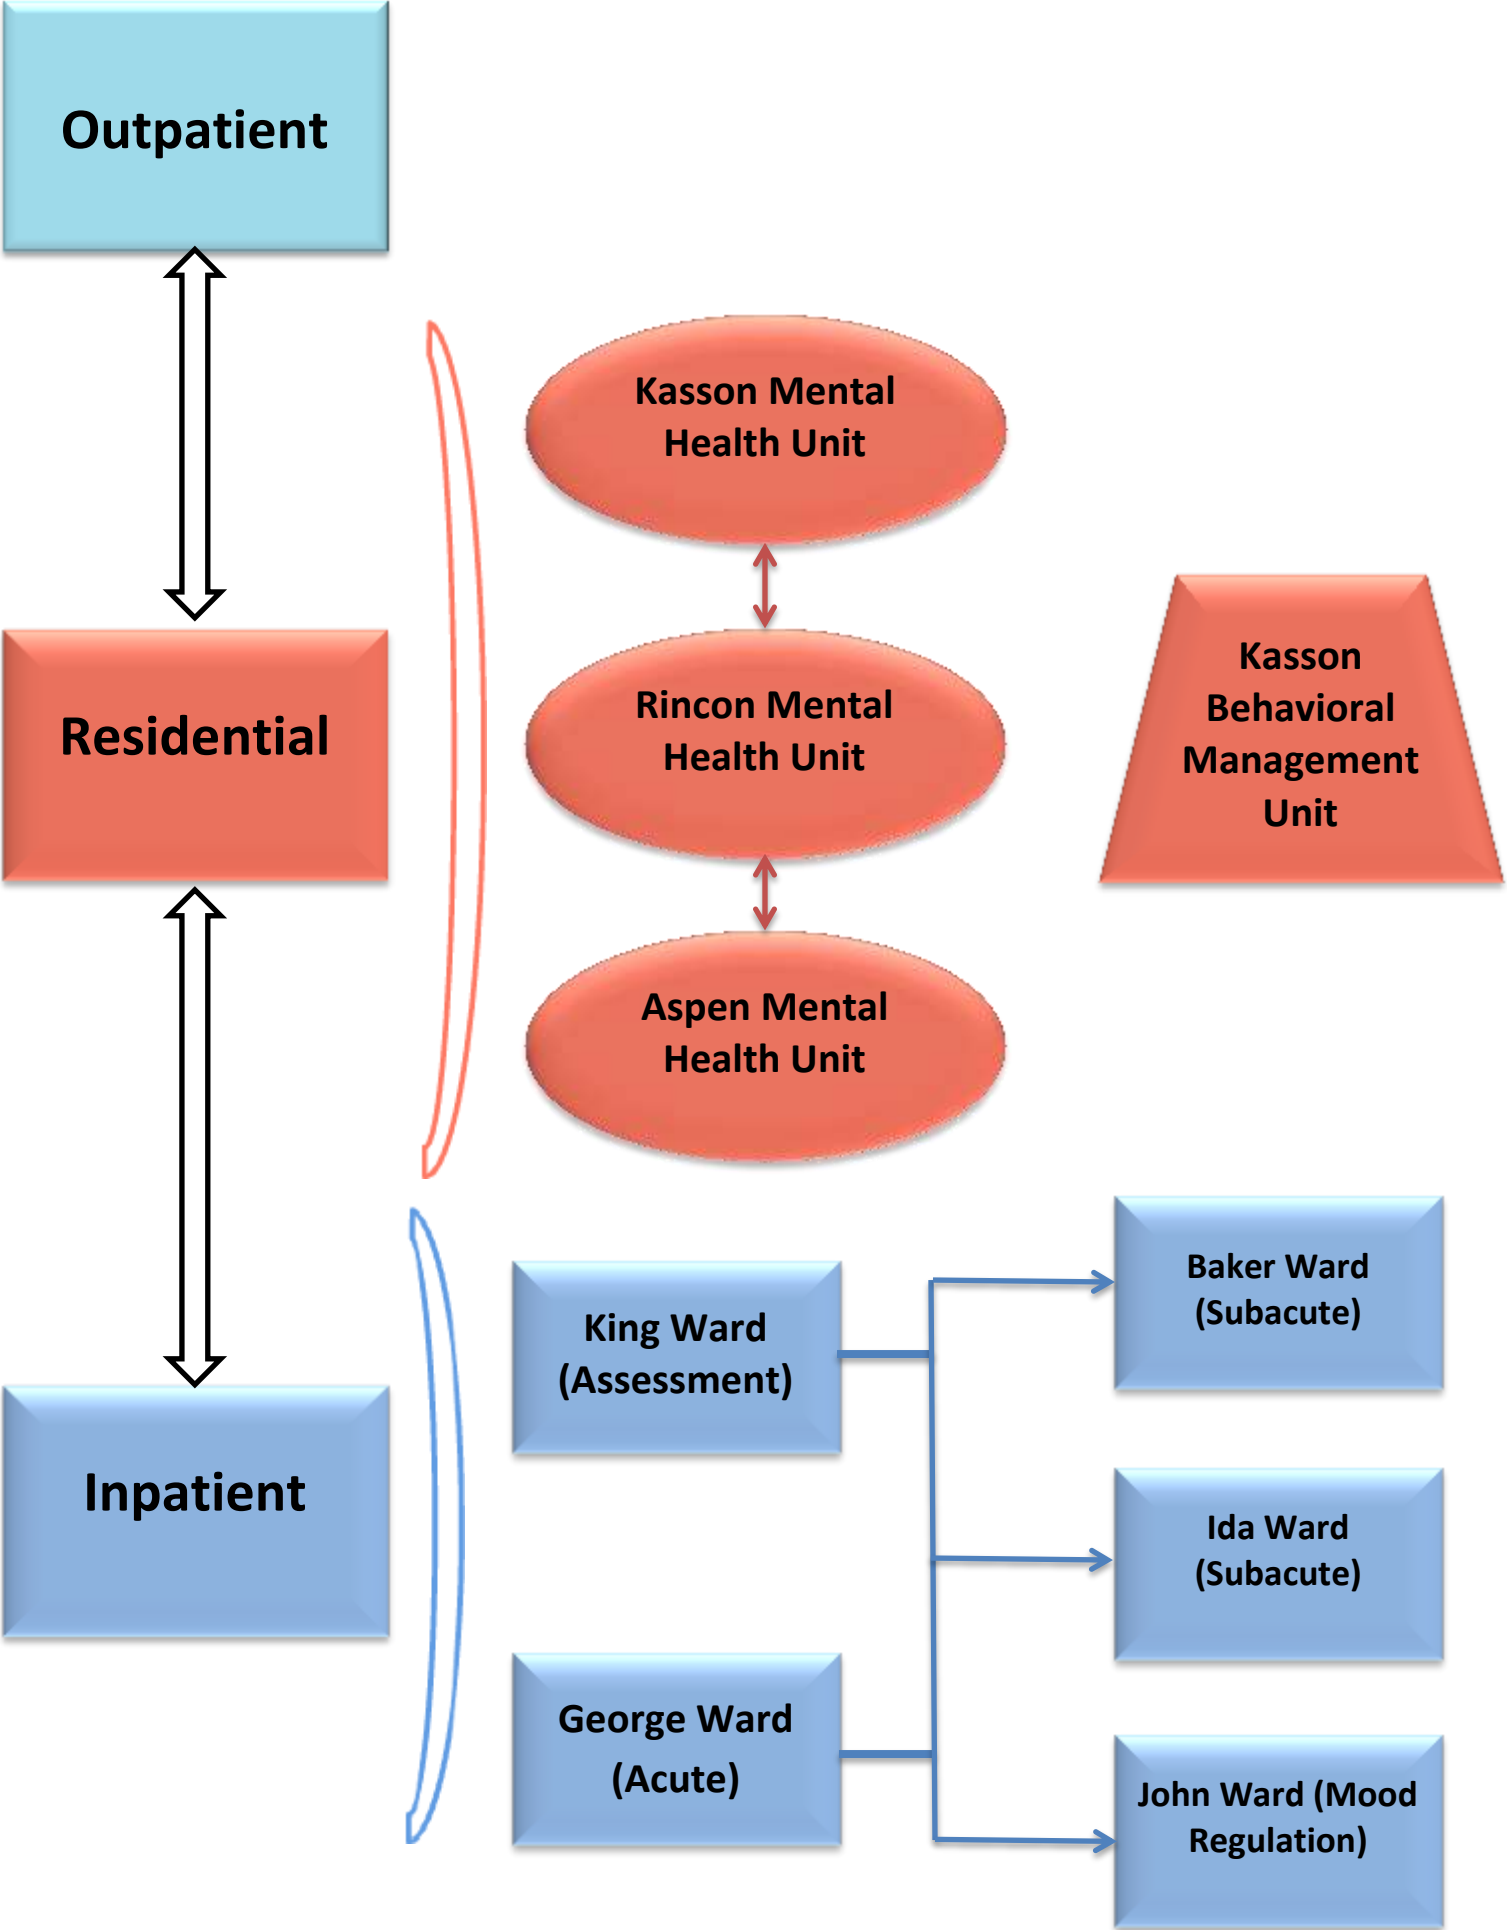 Outpatient
Kasson Mental
Health Unit
Residential
Rincon Mental
Health Unit
Kasson
Behavioral
Management
Unit
Aspen Mental
Health Unit
Inpatient
King Ward
(Assessment)
George Ward
(Acute)
Baker Ward
(Subacute)
Ida Ward
(Subacute)
John Ward (Mood
Regulation)